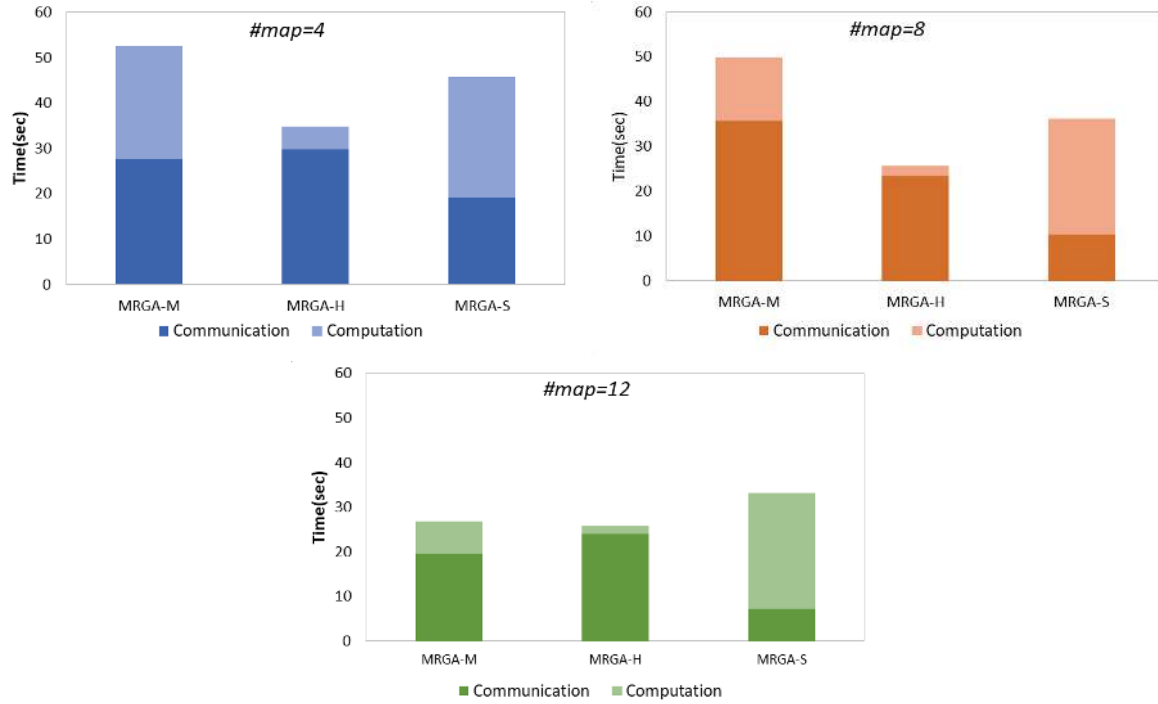 #map=4
Time(sec)
60
50
40
30
20
10
0
MRGA-M MRGA-H MRGA-S
Communication Computation
#map=8
Time(sec)
60
50
40
30
20
10
0
MRGA-M MRGA-H MRGA-S
Communication Computation
#map=12
Time(sec)
60
50
40
30
20
10
0
MRGA-M MRGA-H MRGA-S
Communication Computation